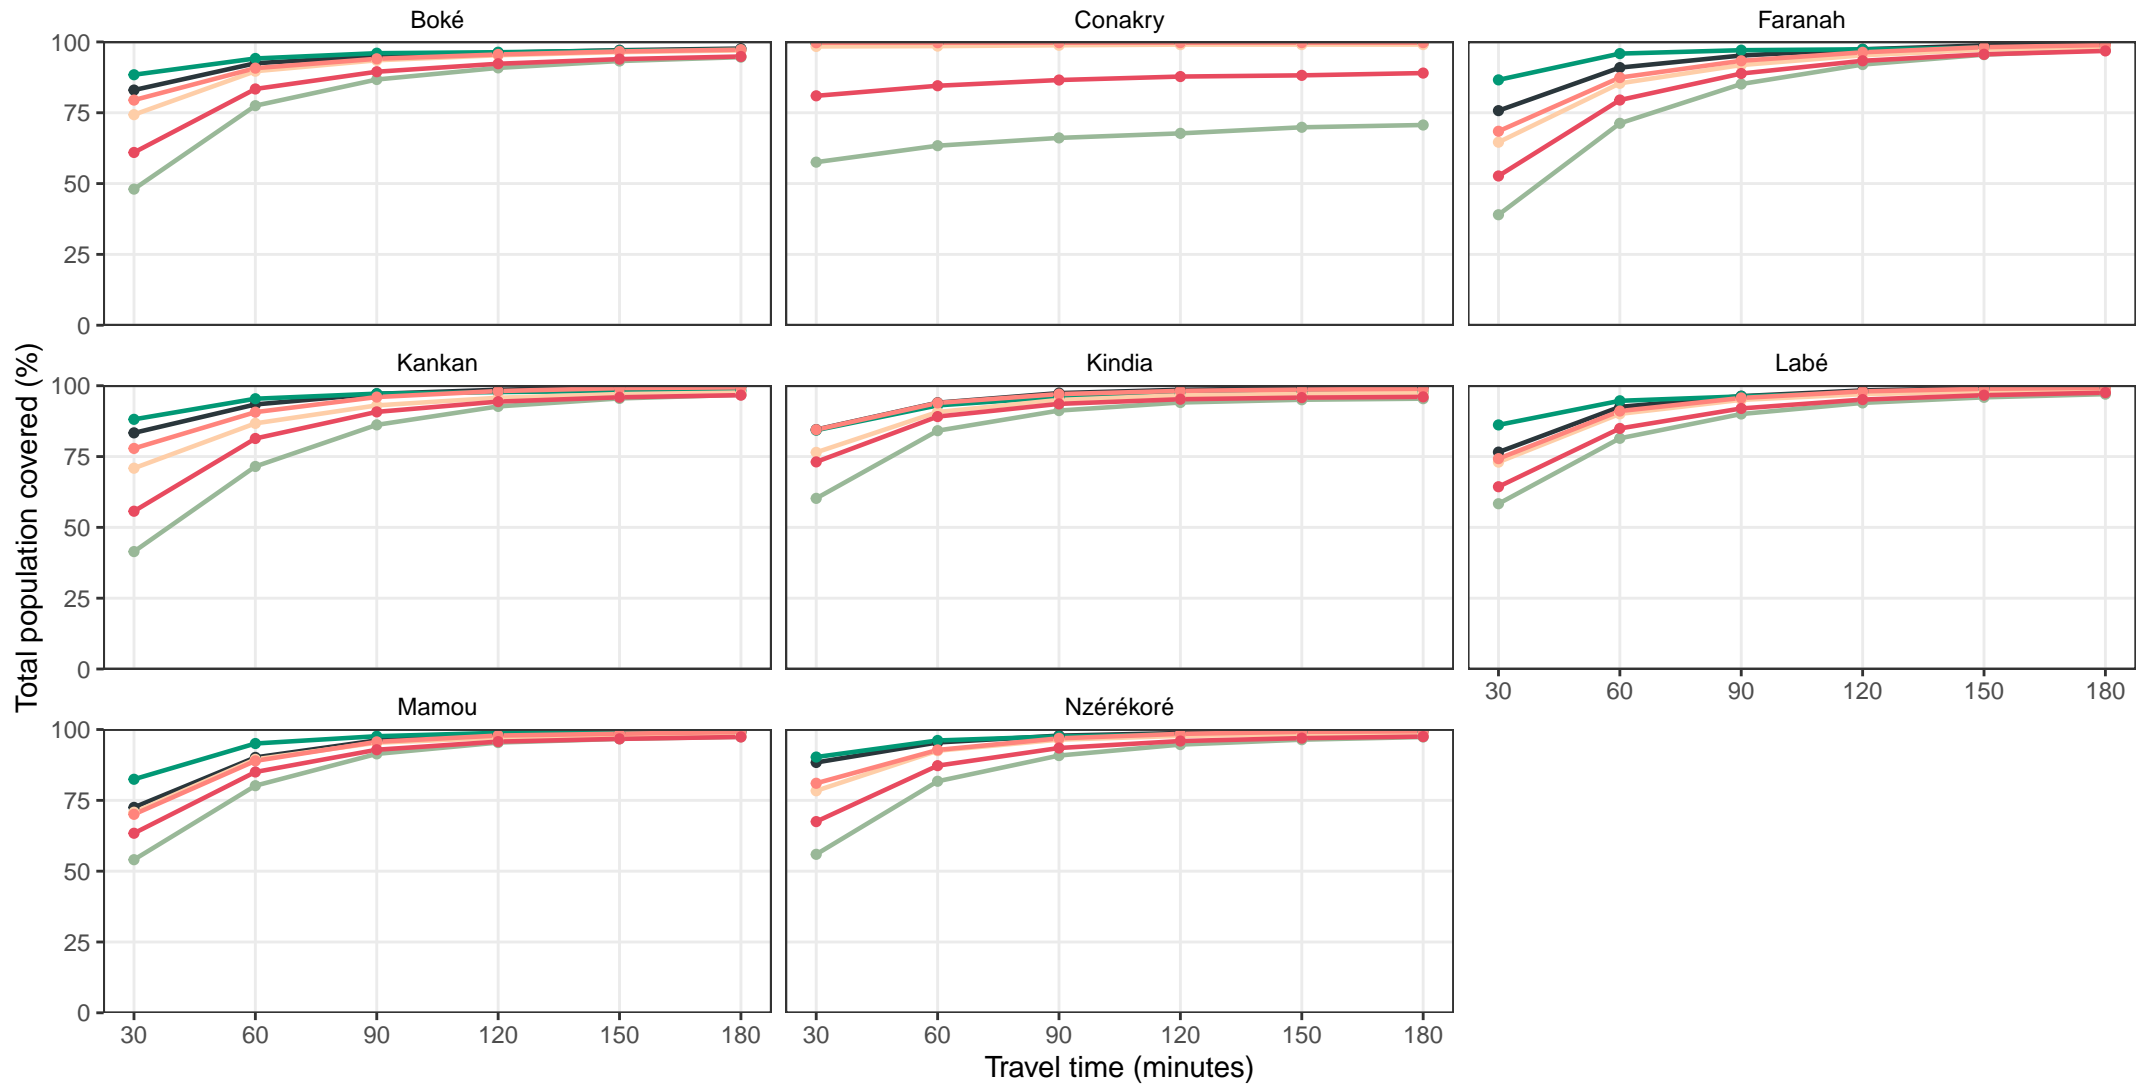 Boké Conakry Faranah
100
75
50
25
0
Kankan Kindia Labé
100
75
50
25
0
30 60 90 120 150 180
Mamou Nzérékoré
100
75
50
25
0
30 60 90 120 150 180 30 60 90 120 150 180
Travel time (minutes)
Total population covered (%)